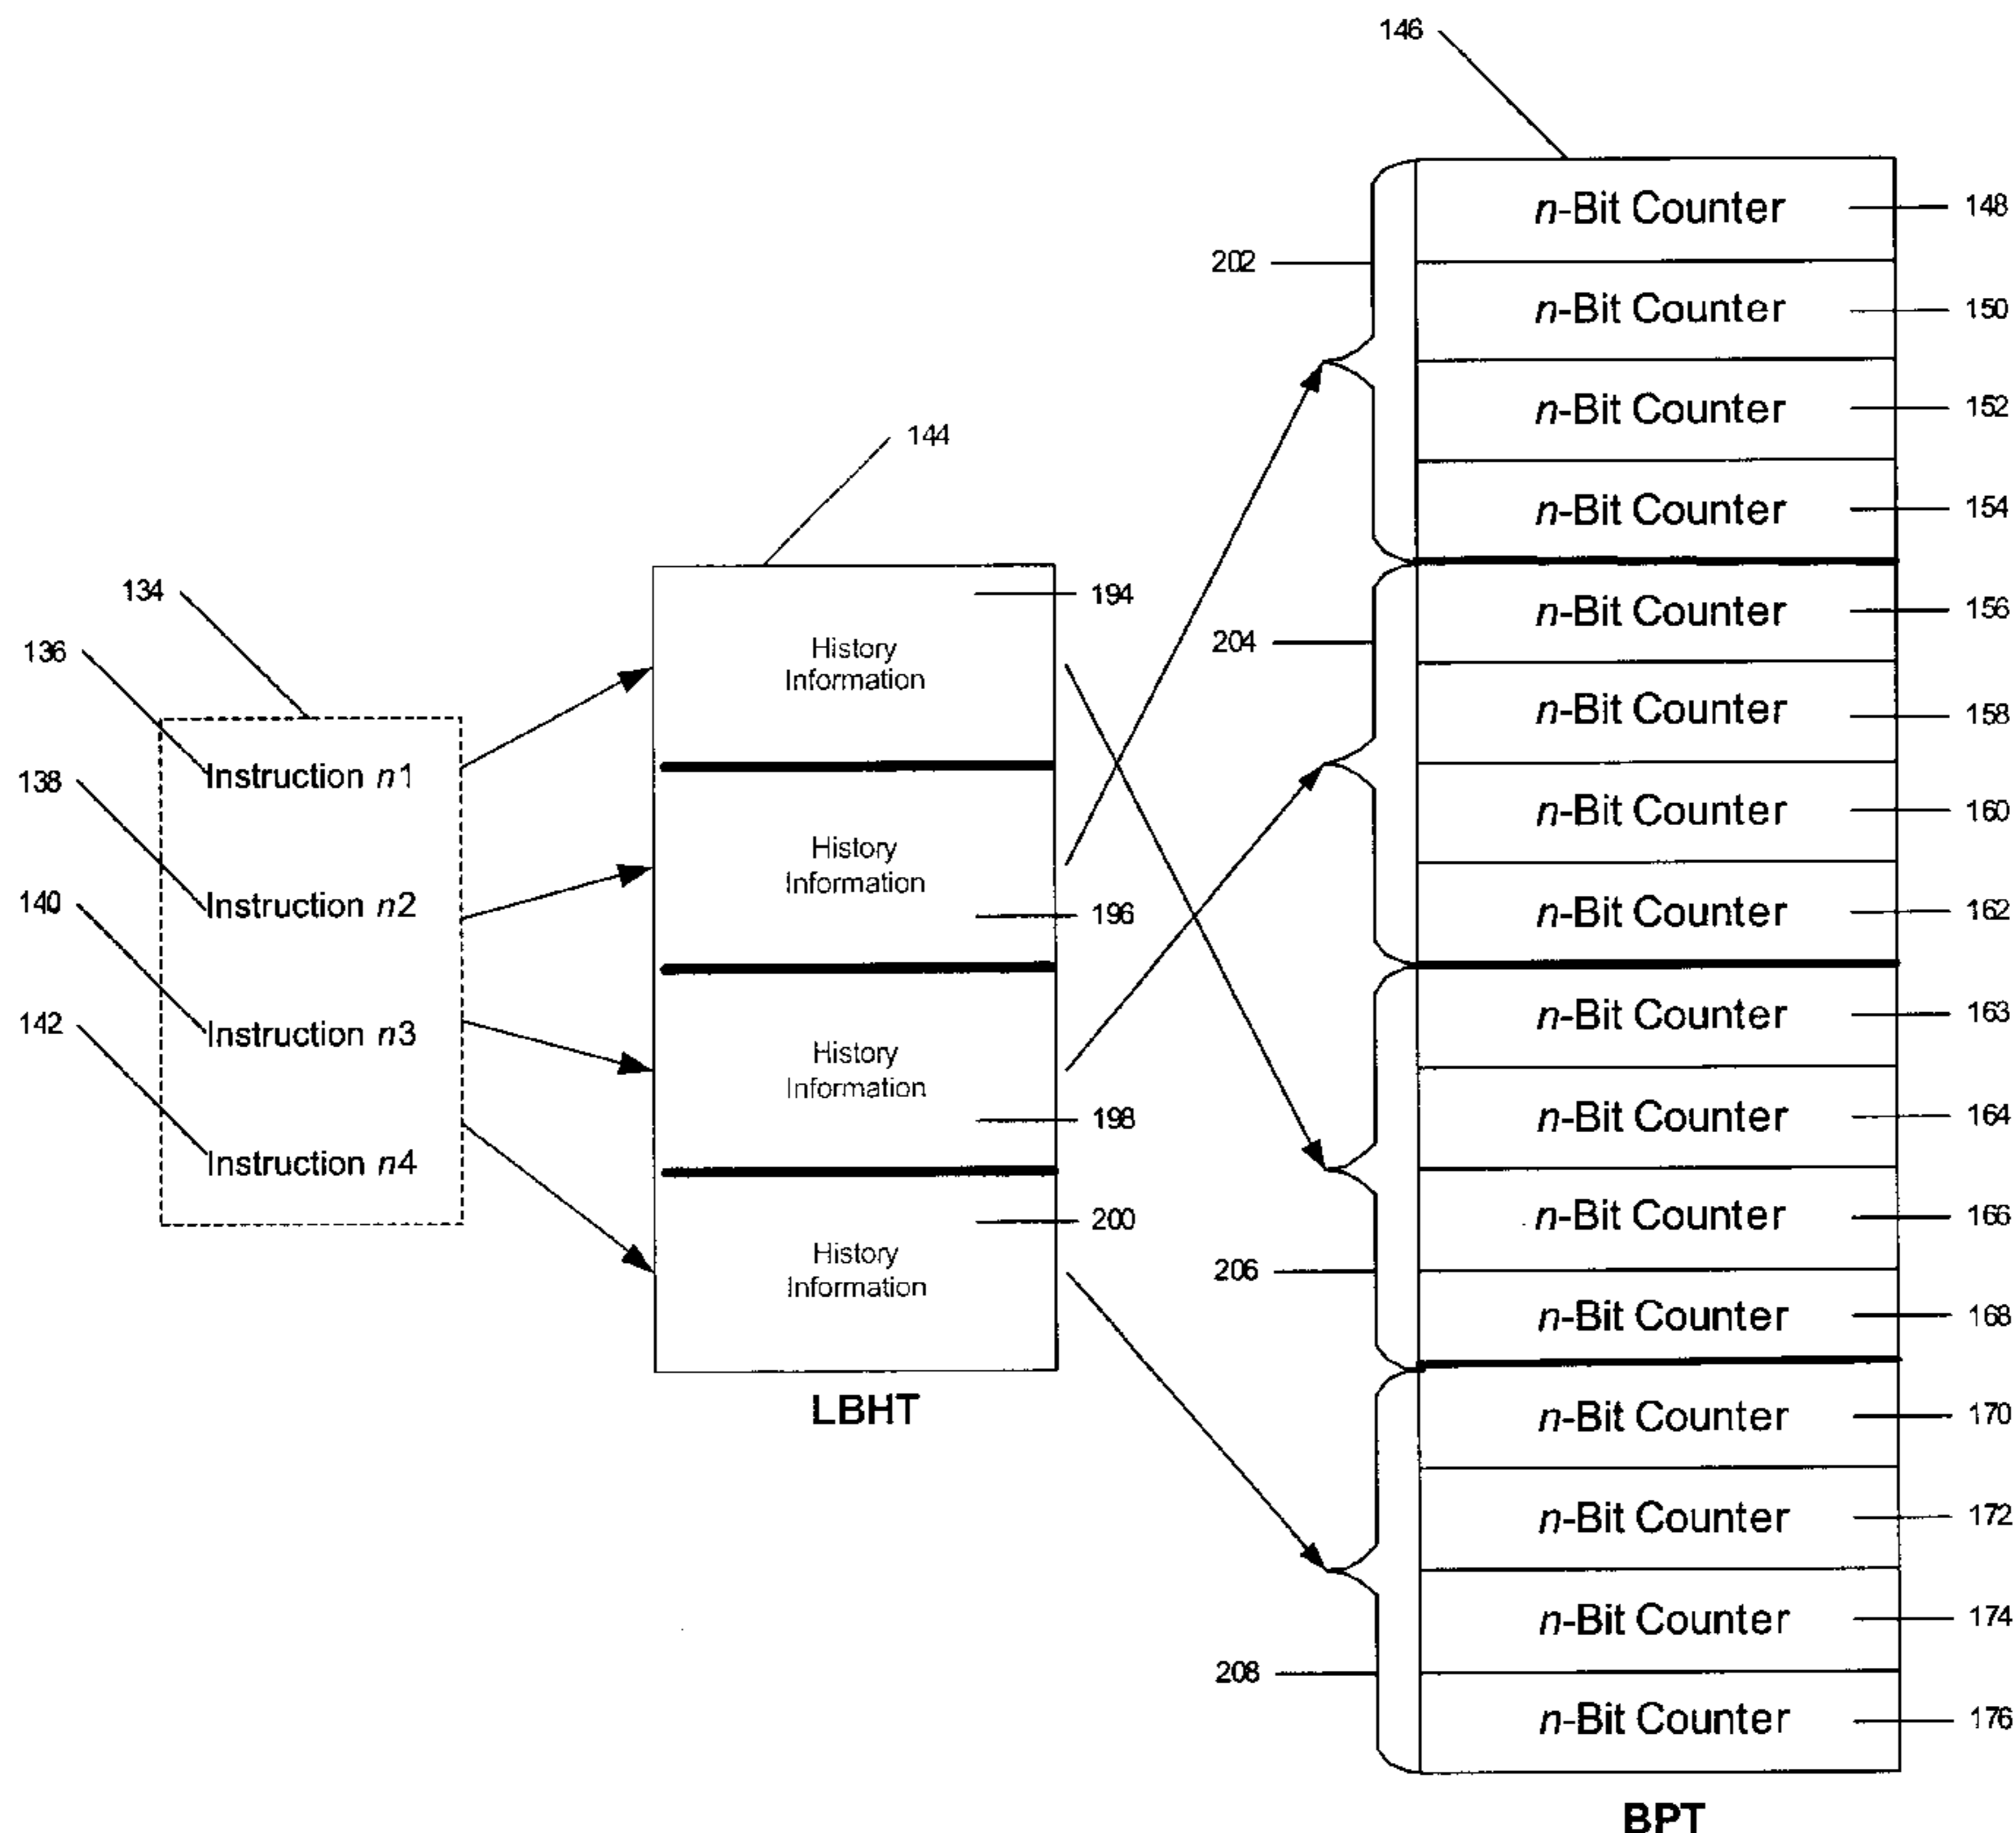 146
n-Bit Counter 148
202
n-Bit Counter 150
n-Bit Counter 152
144
n-Bit Counter 154
134
194
n-Bit Counter 156
136
History
Information
204
n-Bit Counter 158
138
Instruction n1
n-Bit Counter 160
140
Instruction n2
History
Information
196
n-Bit Counter 162
142
Instruction n3
n-Bit Counter 163
History
Information
198
n-Bit Counter 164
Instruction n4
200
n-Bit Counter 166
History
Information
206
n-Bit Counter 168
LBHT
n-Bit Counter 170
n-Bit Counter 172
n-Bit Counter 174
208
n-Bit Counter 176
BPT